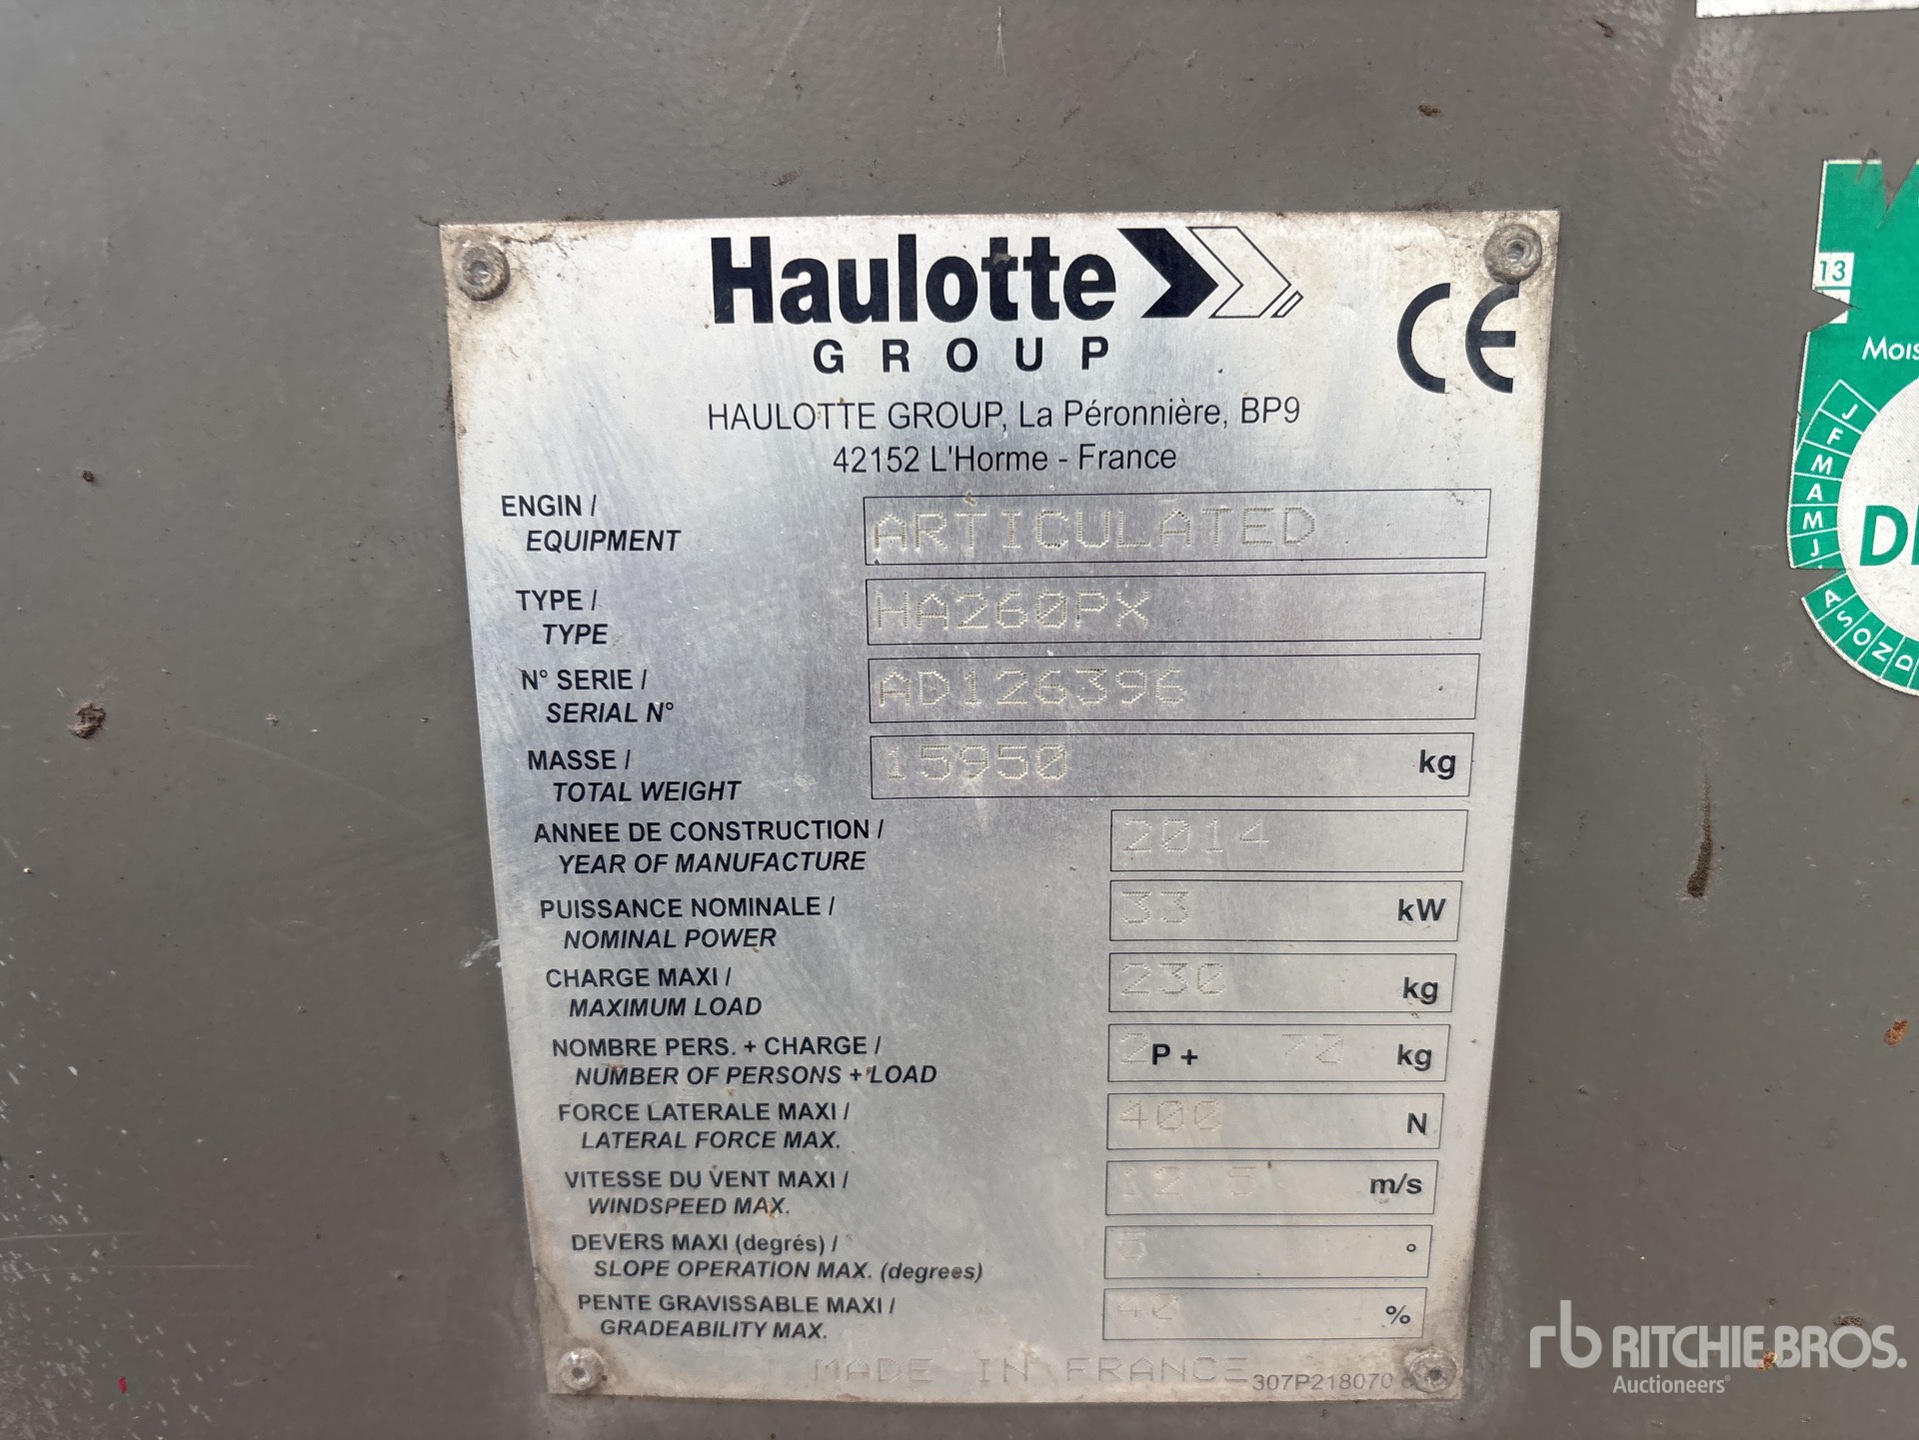 Haulotte
GROUP
CE
HAULOTTE GROUP, La Péronnière, BP9
42152 L'Horme - France
ENGIN /
EQUIPMENT
ARTICULATED
TYPE /
TYPE
HA260PX
N° SERIE /
SERIAL N°
AD126396
MASSE /
TOTAL WEIGHT
15950 kg
ANNEE DE CONSTRUCTION /
YEAR OF MANUFACTURE
2014
PUISSANCE NOMINALE /
NOMINAL POWER
33 kW
CHARGE MAXI /
MAXIMUM LOAD
230 kg
NOMBRE PERS. + CHARGE /
NUMBER OF PERSONS + LOAD
2 P + 72 kg
FORCE LATERALE MAXI /
LATERAL FORCE MAX.
400 N
VITESSE DU VENT MAXI /
WINDSPEED MAX.
12 5 m/s
DEVERS MAXI (degrés) /
SLOPE OPERATION MAX. (degrees)
5 °
PENTE GRAVISSABLE MAXI /
GRADEABILITY MAX.
40 %
MADE IN FRANCE
307P218070
13
MOIS
J
F
M
A
M
J
A
S
O
N
D
rb RITCHIE BROS.
Auctioneers